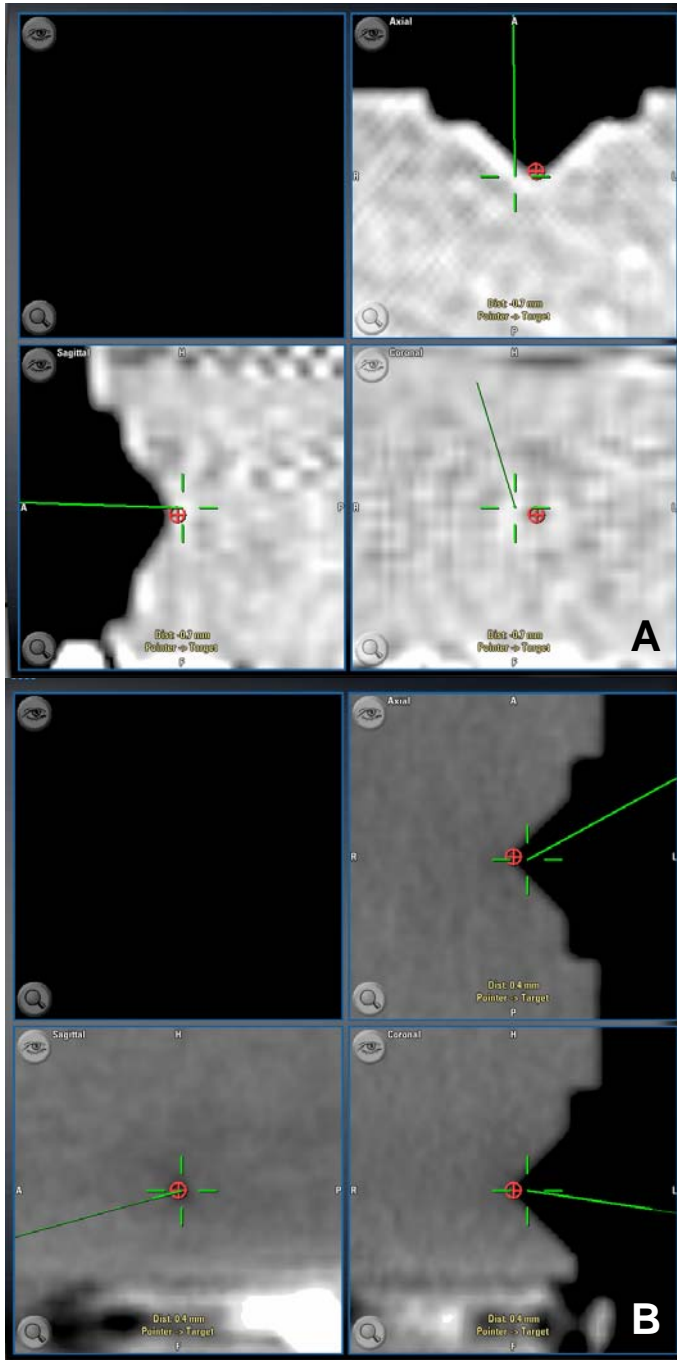 Axial
A
R
L
Dist: -0.7 mm
Pointer -> Target
P
Sagittal
H
A
P
Dist: -0.7 mm
Pointer -> Target
F
Coronal
H
R
L
Dist: -0.7 mm
Pointer -> Target
F
A
Axial
A
R
L
Dist: 0.4 mm
Pointer -> Target
P
Sagittal
H
A
P
Dist: 0.4 mm
Pointer -> Target
F
Coronal
H
R
L
Dist: 0.4 mm
Pointer -> Target
F
B